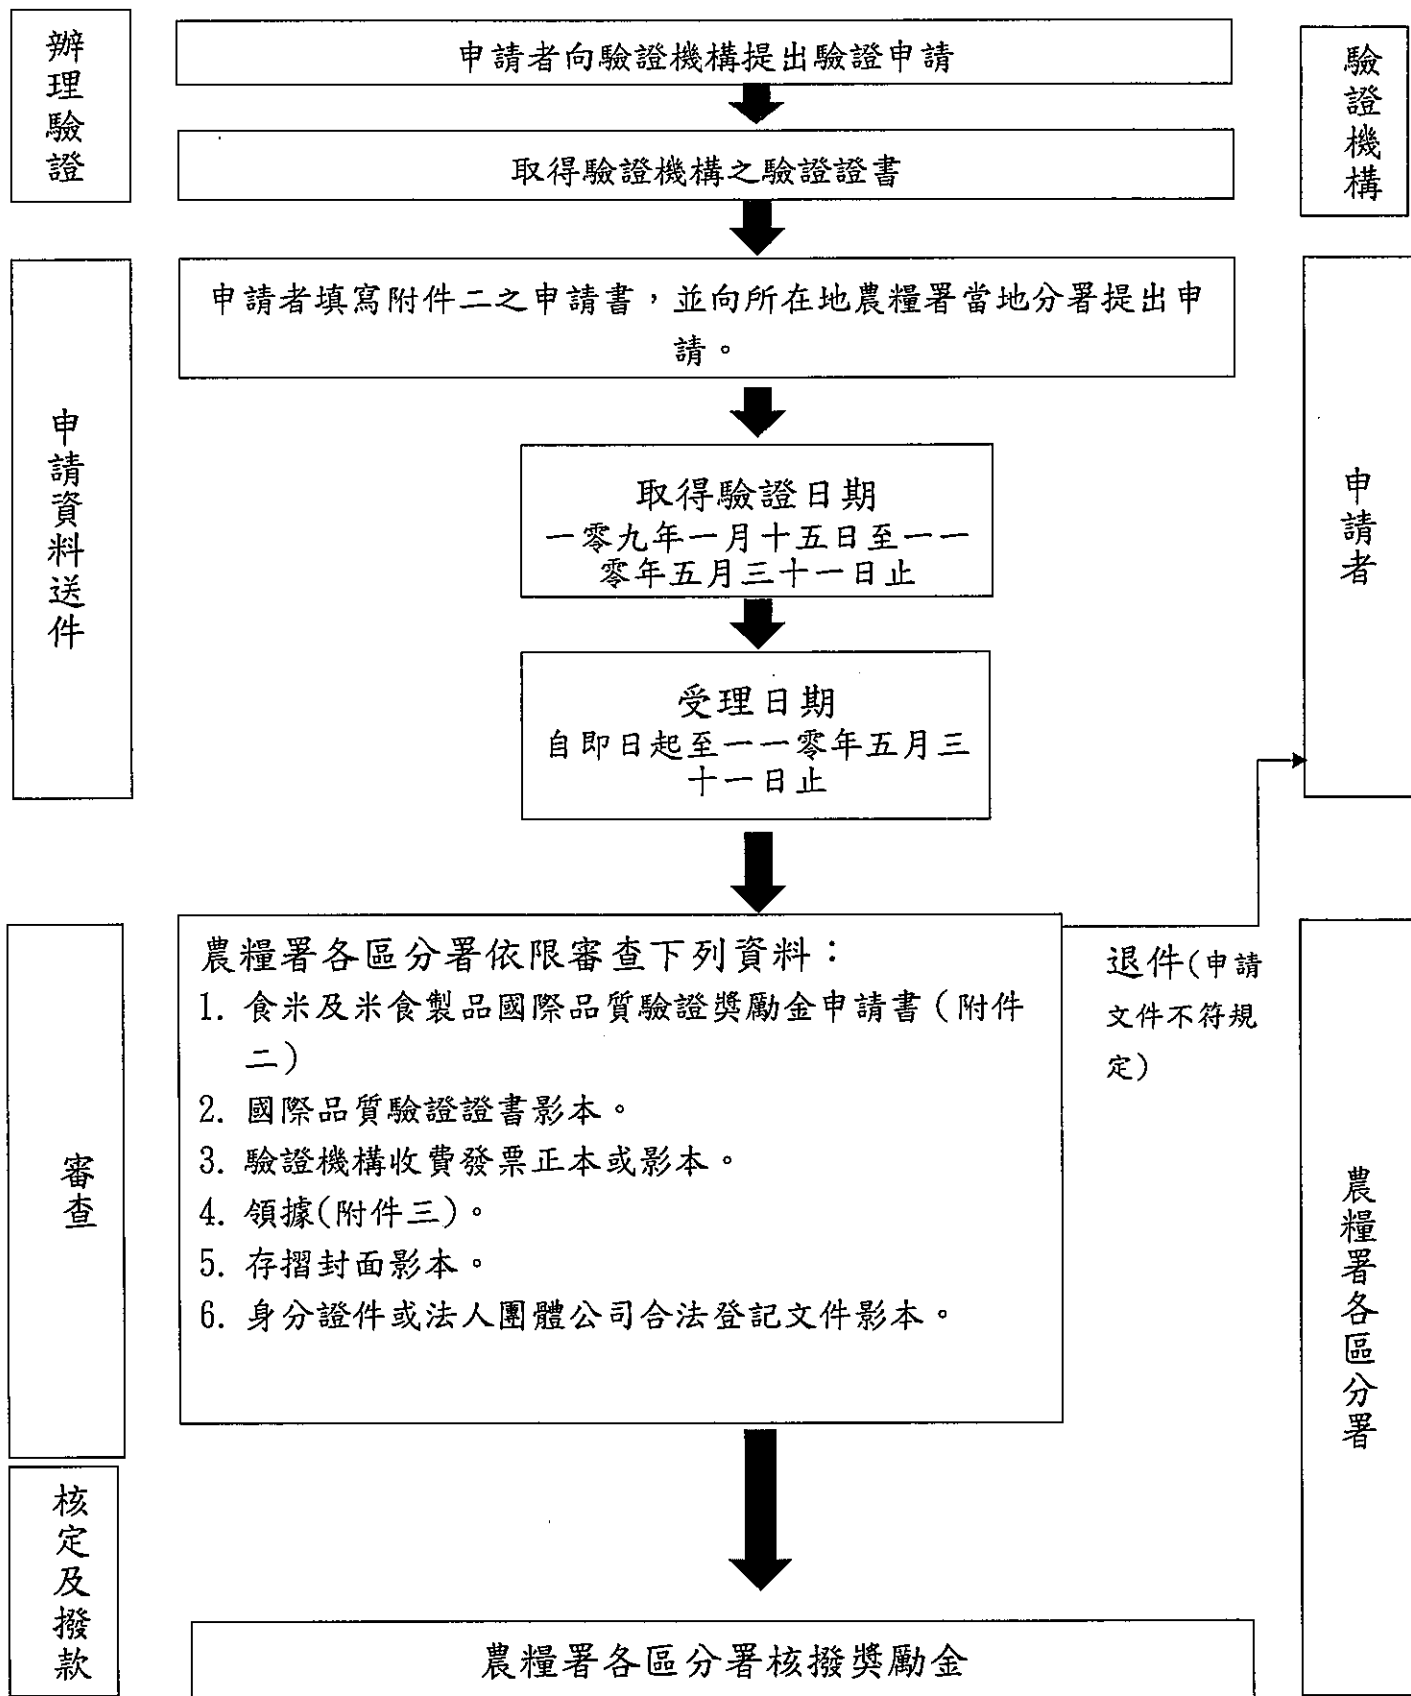 辦理驗證
申請者向驗證機構提出驗證申請
驗證機構
取得驗證機構之驗證證書
申請資料送件
申請者填寫附件二之申請書，並向所在地農糧署當地分署提出申
請。
申請者
取得驗證日期
一零九年一月十五日至一一
零年五月三十一日止
受理日期
自即日起至一一零年五月三
十一日止
審查
農糧署各區分署依限審查下列資料：
1. 食米及米食製品國際品質驗證獎勵金申請書（附件
二）
2. 國際品質驗證證書影本。
3. 驗證機構收費發票正本或影本。
4. 領據(附件三)。
5. 存摺封面影本。
6. 身分證件或法人團體公司合法登記文件影本。
退件(申請
文件不符規
定)
農糧署各區分署
核定及撥款
農糧署各區分署核撥獎勵金